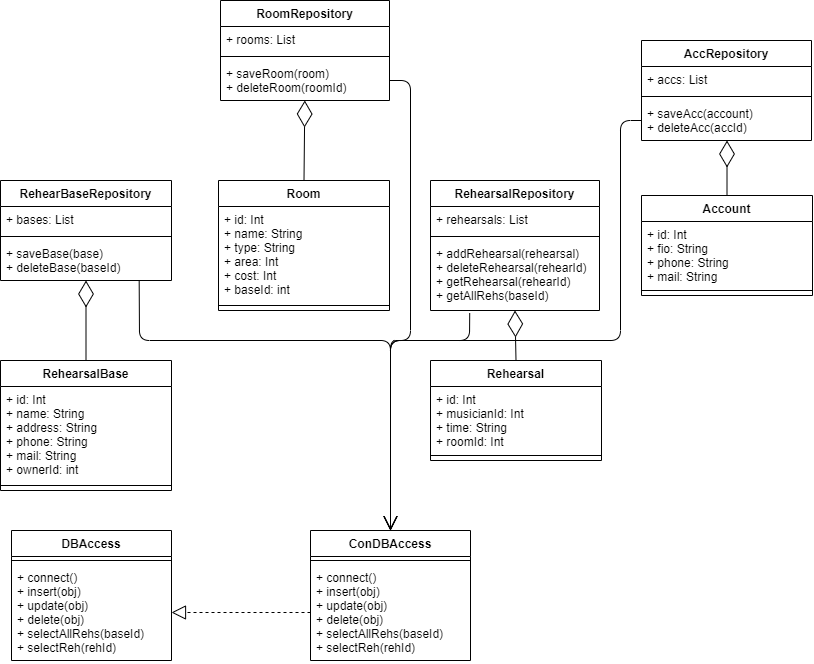 RoomRepository
+ rooms: List
+ saveRoom(room)
+ deleteRoom(roomId)
AccRepository
+ accs: List
+ saveAcc(account)
+ deleteAcc(accId)
RehearBaseRepository
+ bases: List
+ saveBase(base)
+ deleteBase(baseId)
Room
+ id: Int
+ name: String
+ type: String
+ area: Int
+ cost: Int
+ baseId: int
RehearsalRepository
+ rehearsals: List
+ addRehearsal(rehearsal)
+ deleteRehearsal(rehearId)
+ getRehearsal(rehearId)
+ getAllRehs(baseId)
Account
+ id: Int
+ fio: String
+ phone: String
+ mail: String
RehearsalBase
+ id: Int
+ name: String
+ address: String
+ phone: String
+ mail: String
+ ownerId: int
Rehearsal
+ id: Int
+ musicianId: Int
+ time: String
+ roomId: Int
DBAccess
+ connect()
+ insert(obj)
+ update(obj)
+ delete(obj)
+ selectAllRehs(baseId)
+ selectReh(rehId)
ConDBAccess
+ connect()
+ insert(obj)
+ update(obj)
+ delete(obj)
+ selectAllRehs(baseId)
+ selectReh(rehId)